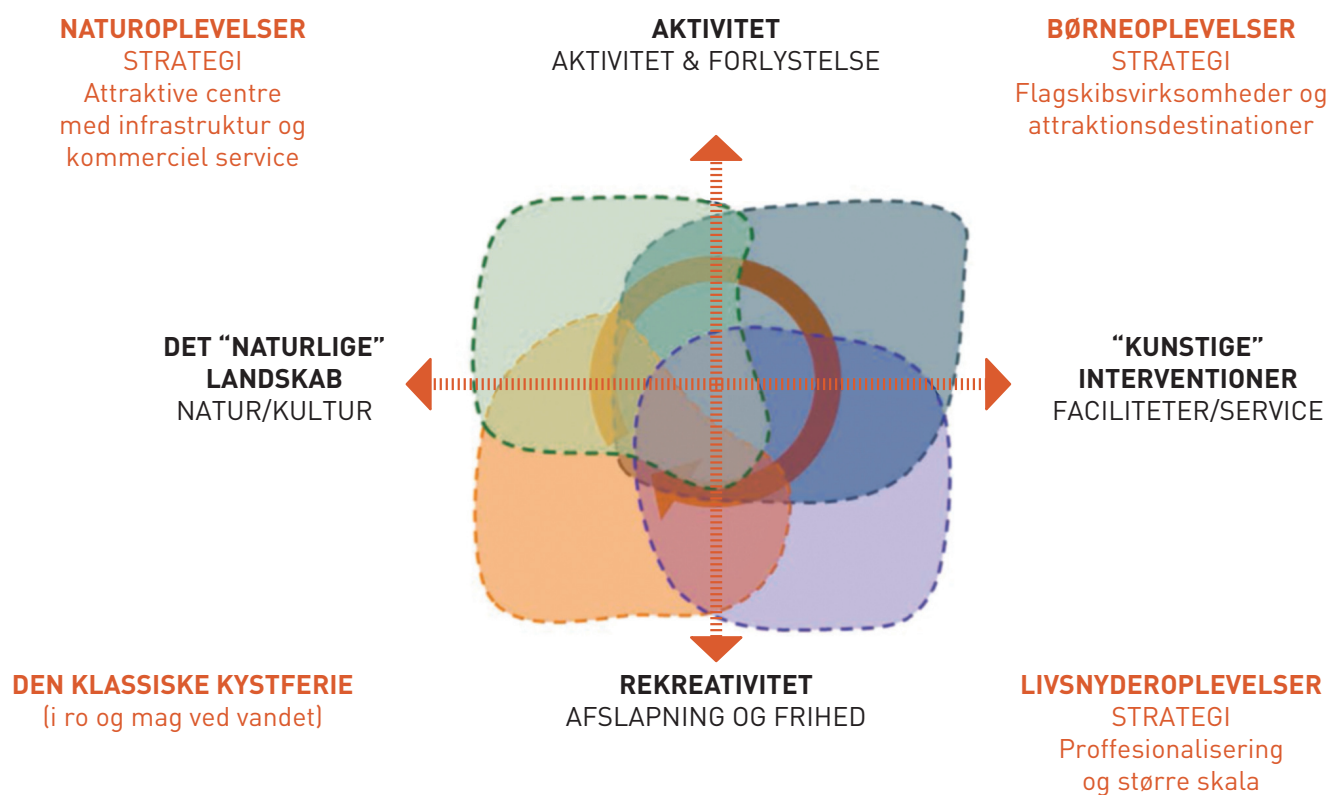 NATUROPLEVELSER
STRATEGI
Attraktive centre
med infrastruktur og
kommerciel service
AKTIVITET
AKTIVITET & FORLYSTELSE
BØRNEOPLEVELSER
STRATEGI
Flagskibsvirksomheder og
attraktionsdestinationer
DET “NATURLIGE”
LANDSKAB
NATUR/KULTUR
“KUNSTIGE”
INTERVENTIONER
FACILITETER/SERVICE
DEN KLASSISKE KYSTFERIE
(i ro og mag ved vandet)
REKREATIVITET
AFSLAPNING OG FRIHED
LIVSNYDEROPLEVELSER
STRATEGI
Proffesionalisering
og større skala